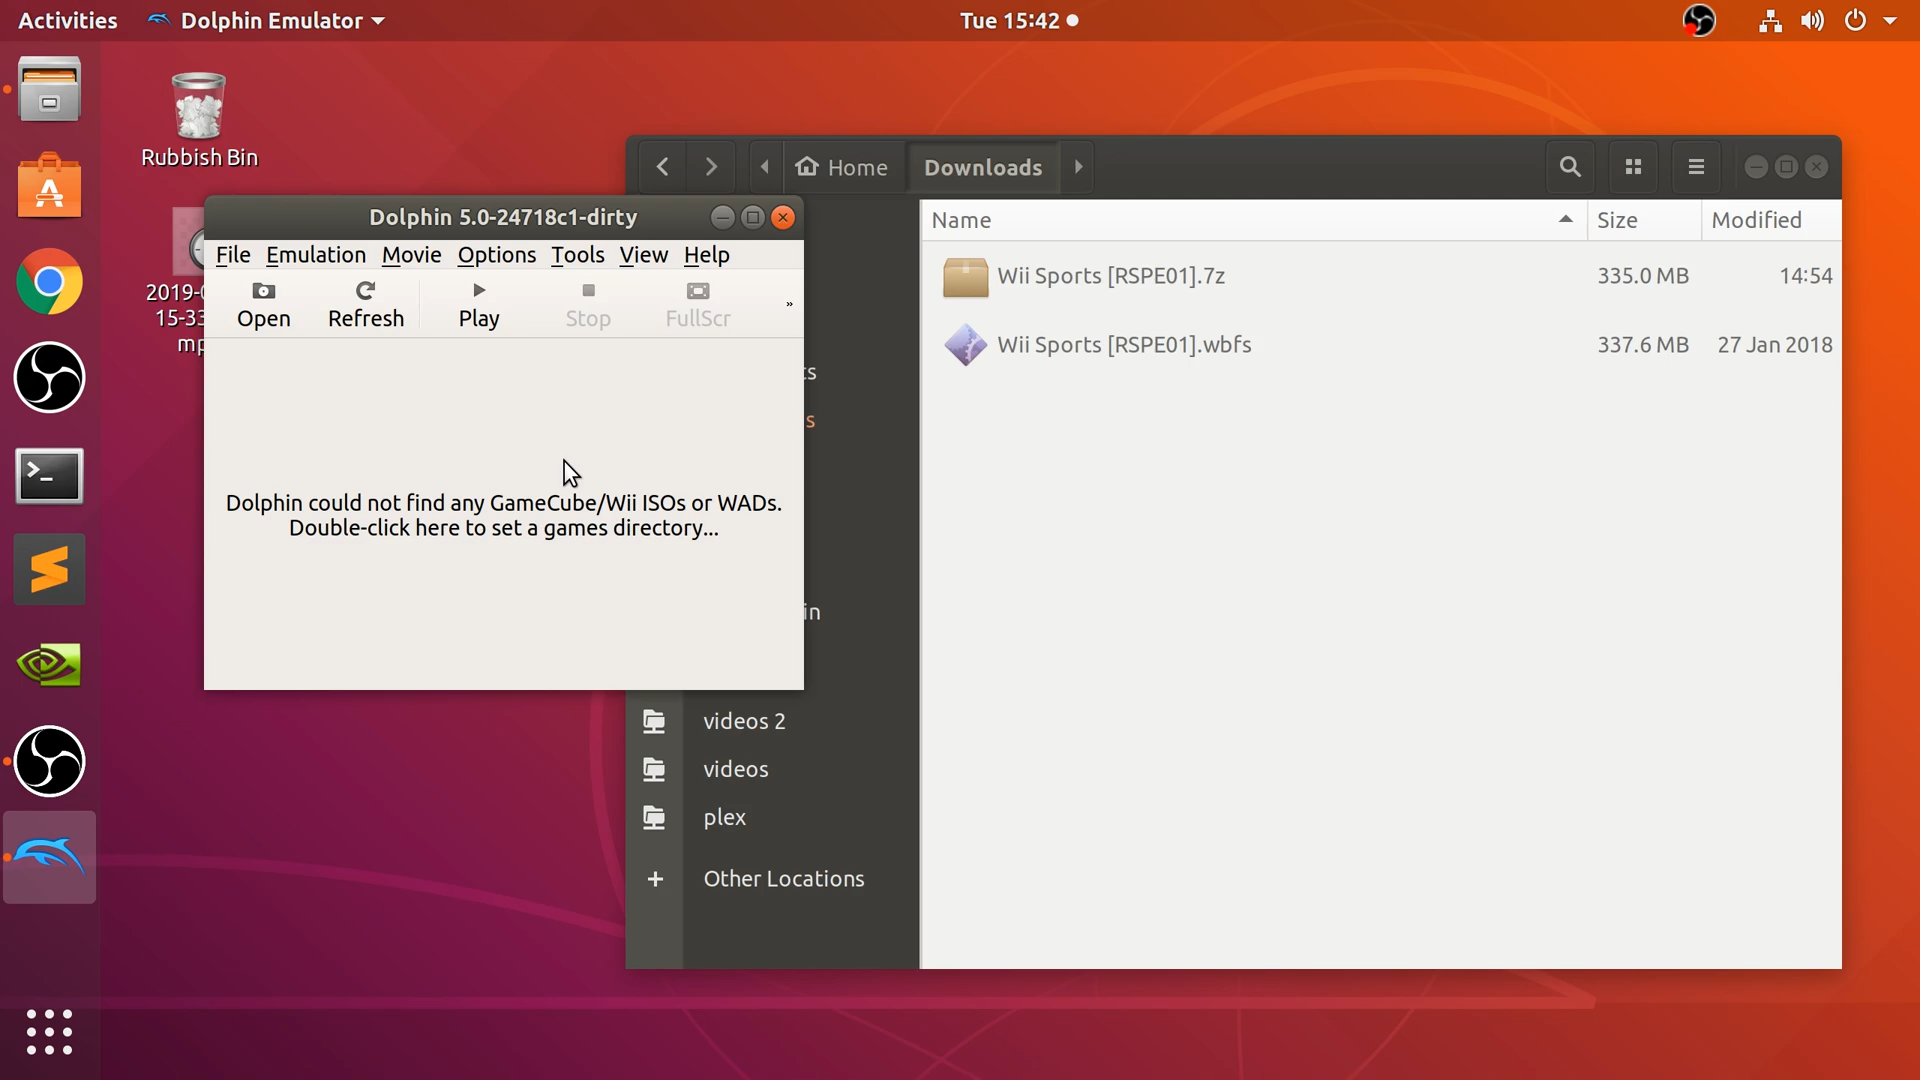 Activities
Dolphin Emulator
Tue 15:42
Rubbish Bin
15-33
Home
Downloads
Name
Size
Modified
Wii Sports [RSPE01].7z
335.0 MB
14:54
Wii Sports [RSPE01].wbfs
337.6 MB
27 Jan 2018
Dolphin 5.0-24718c1-dirty
File Emulation Movie Options Tools View Help
Open
Refresh
Play
Stop
FullScr
»
Dolphin could not find any GameCube/Wii ISOs or WADs.
Double-click here to set a games directory...
videos 2
videos
plex
Other Locations